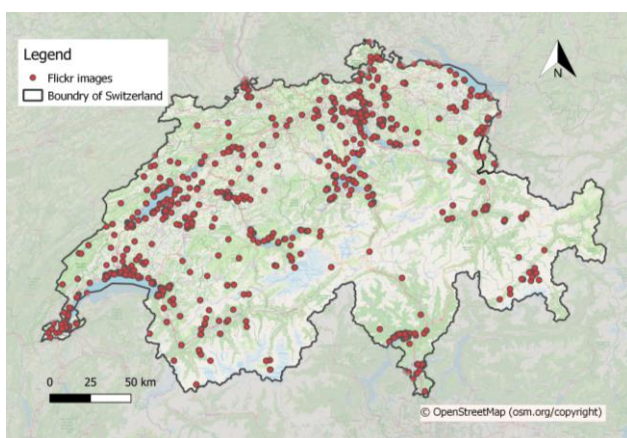 Legend
Flickr images
Boundry of Switzerland
N
0 25 50 km
© OpenStreetMap (osm.org/copyright)